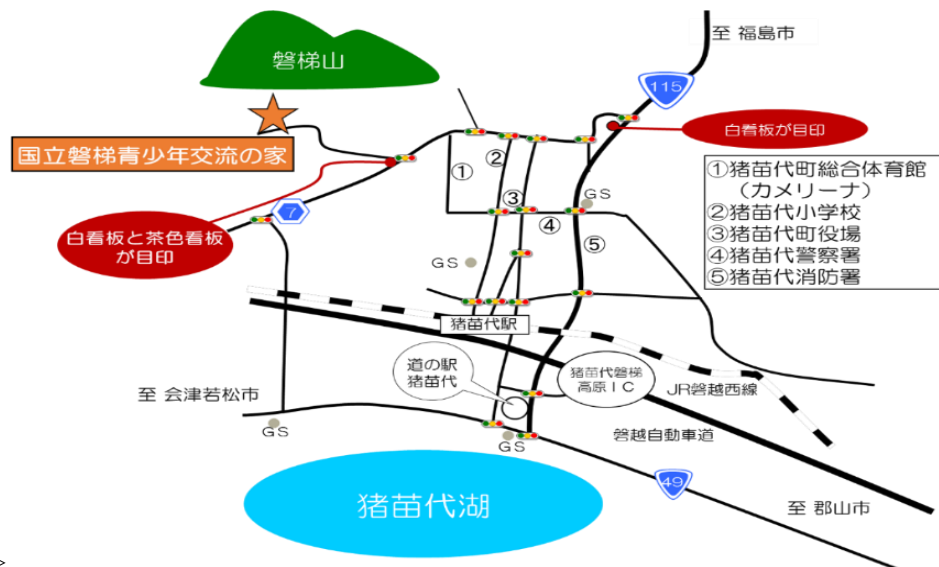 至 福島市
磐梯山
115
白看板が目印
国立磐梯青少年交流の家
①
②
③
④
⑤
GS
①猪苗代町総合体育館
（カメリーナ）
②猪苗代小学校
③猪苗代町役場
④猪苗代警察署
⑤猪苗代消防署
7
白看板と茶色看板
が目印
GS
猪苗代駅
道の駅
猪苗代
猪苗代磐梯
高原IC
JR磐越西線
至 会津若松市
GS
GS
磐越自動車道
49
至 郡山市
猪苗代湖
>